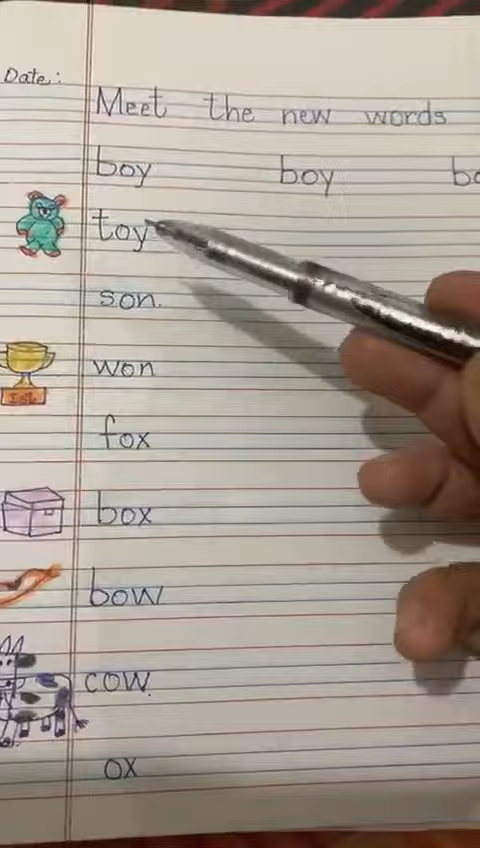 Date:
Meet the new words
boy boy
toy
son.
won
fox
box
bow
cow.
ox